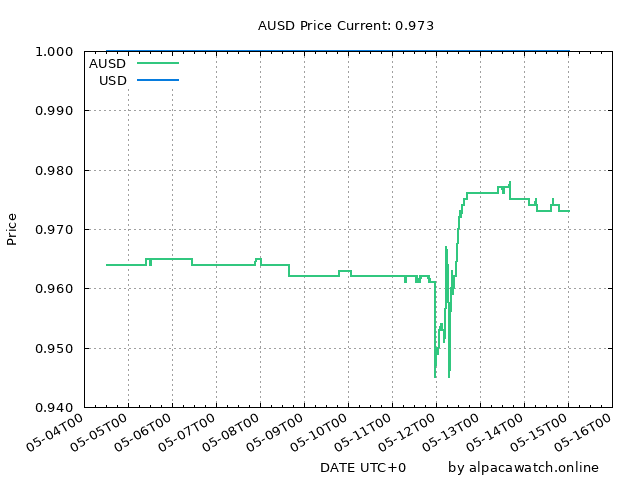 AUSD Price Current: 0.973
1.000
0.990
0.980
0.970
0.960
0.950
0.940
Price
AUSD
USD
05-04T00
05-05T00
05-06T00
05-07T00
05-08T00
05-09T00
05-10T00
05-11T00
05-12T00
05-13T00
05-14T00
05-15T00
05-16T00
DATE UTC+0 by alpacawatch.online